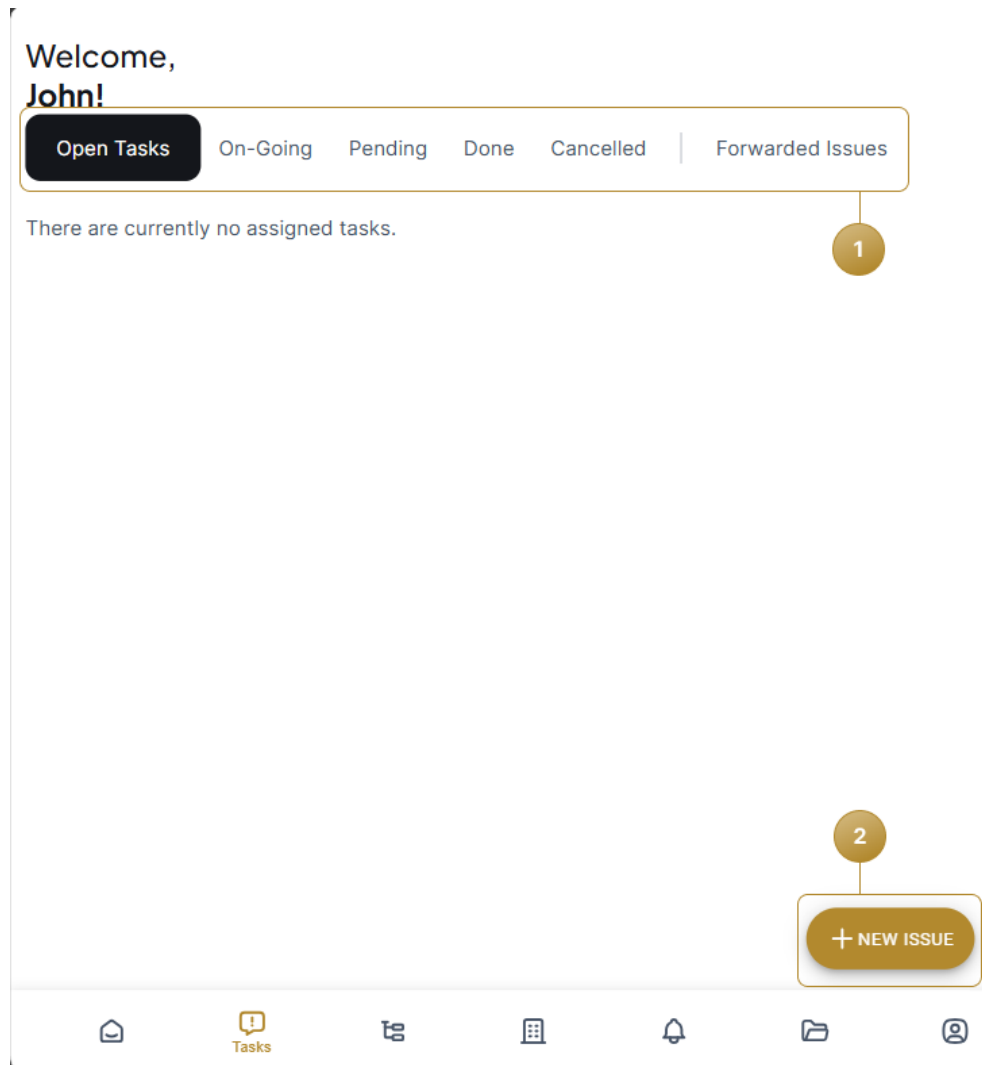 Welcome,
John!
Open Tasks On-Going Pending Done Cancelled Forwarded Issues
There are currently no assigned tasks.
1
2
NEW ISSUE
Tasks